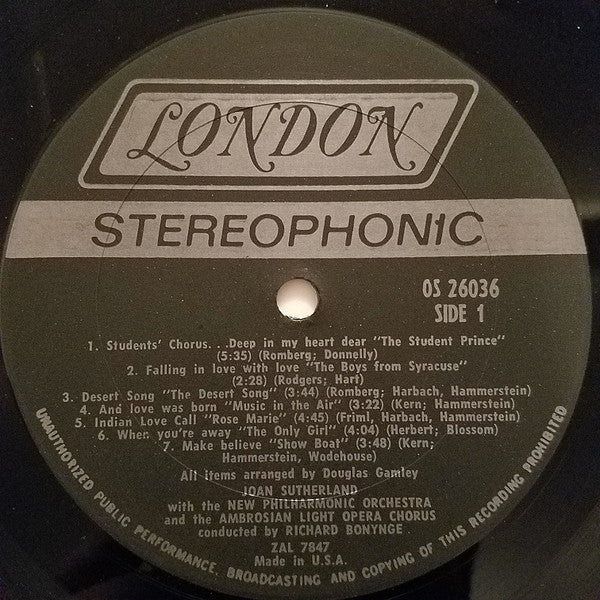 LONDON
STEREOPHONIC
OS 26036
SIDE 1
1. Students' Chorus. . .Deep in my heart dear "The Student Prince"
(5:35) (Romberg; Donnelly)
2. Falling in love with love "The Boys from Syracuse"
(2:28) (Rodgers; Hart)
3. Desert Song "The Desert Song" (3:44) (Romberg; Harbach, Hammerstein)
4. And love was born "Music in the Air" (3:22) (Kern; Hammerstein)
5. Indian Love Call "Rose Marie" (4:45) (Friml, Harbach, Hammerstein)
6. When you're away "The Only Girl" (4:04) (Herbert; Blossom)
7. Make believe "Show Boat" (3:48) (Kern;
Hammerstein, Wodehouse)
All items arranged by Douglas Gamley
JOAN SUTHERLAND
with the NEW PHILHARMONIC ORCHESTRA
and the AMBROSIAN LIGHT OPERA CHORUS
conducted by RICHARD BONYNGE
ZAL 7847
Made in U.S.A.
UNAUTHORIZED PUBLIC PERFORMANCE, BROADCASTING and COPYING OF THIS RECORDING PROHIBITED